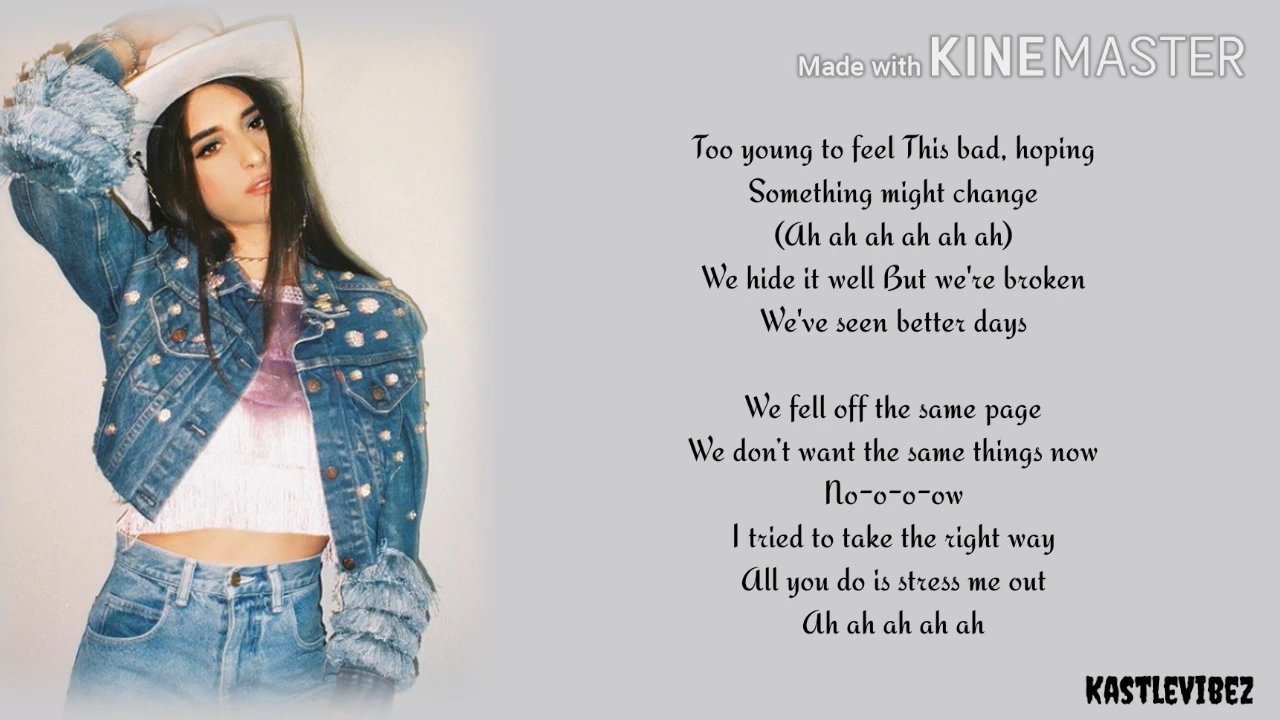 Made with KINEMASTER
Too young to feel This bad, hoping
Something might change
(Ah ah ah ah ah ah)
We hide it well But we're broken
We've seen better days
We fell off the same page
We don't want the same things now
No-o-o-ow
I tried to take the right way
All you do is stress me out
Ah ah ah ah ah
KASTLEVIBEZ